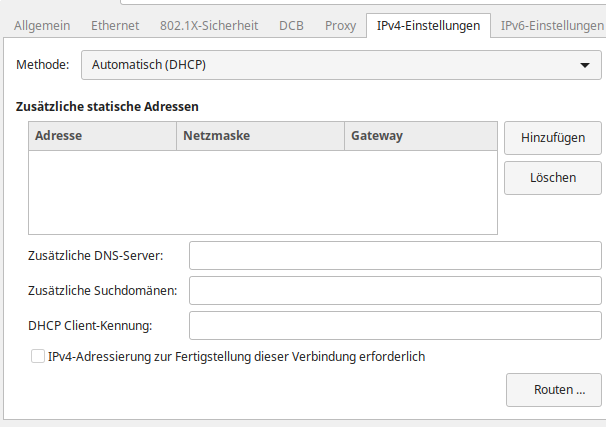 Allgemein Ethernet 802.1X-Sicherheit DCB Proxy IPv4-Einstellungen IPv6-Einstellungen
Methode: Automatisch (DHCP)
Zusätzliche statische Adressen
Adresse Netzmaske Gateway
Hinzufügen
Löschen
Zusätzliche DNS-Server:
Zusätzliche Suchdomänen:
DHCP Client-Kennung:
IPv4-Adressierung zur Fertigstellung dieser Verbindung erforderlich
Routen ...